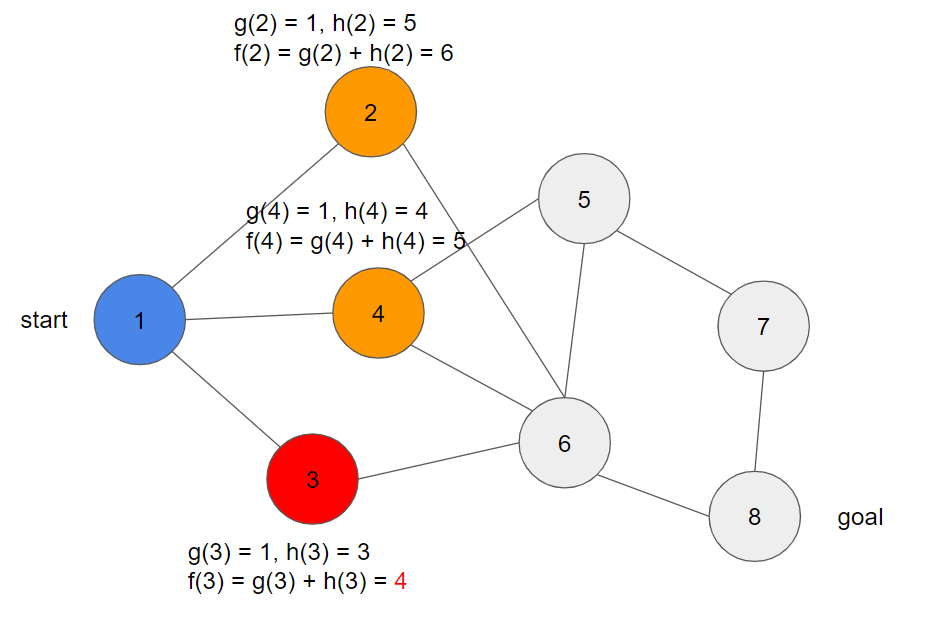 g(2) = 1, h(2) = 5
f(2) = g(2) + h(2) = 6
2
5
g(4) = 1, h(4) = 4
f(4) = g(4) + h(4) = 5
start
1
4
7
6
3
8
goal
g(3) = 1, h(3) = 3
f(3) = g(3) + h(3) = 4